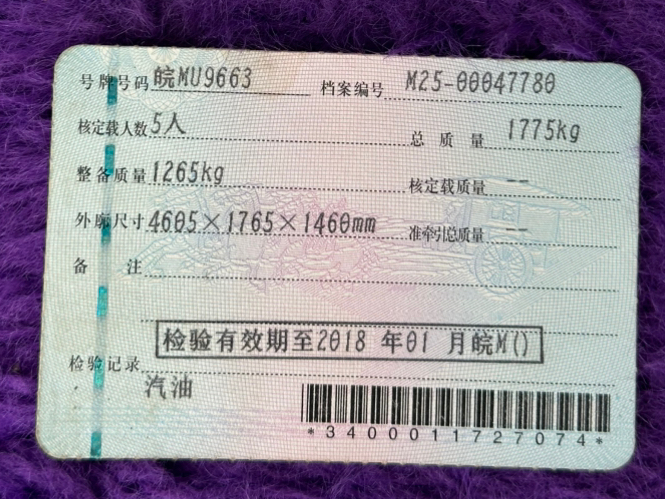 号牌号码 皖MU9663 档案编号 M25-00047780
核定载人数 5人 总质量 1775kg
整备质量 1265kg 核定载质量 --
外廓尺寸 4605×1765×1460mm 准牵引总质量 --
备注
检验有效期至2018 年01 月皖M()
检验记录
汽油
*3400011727074*